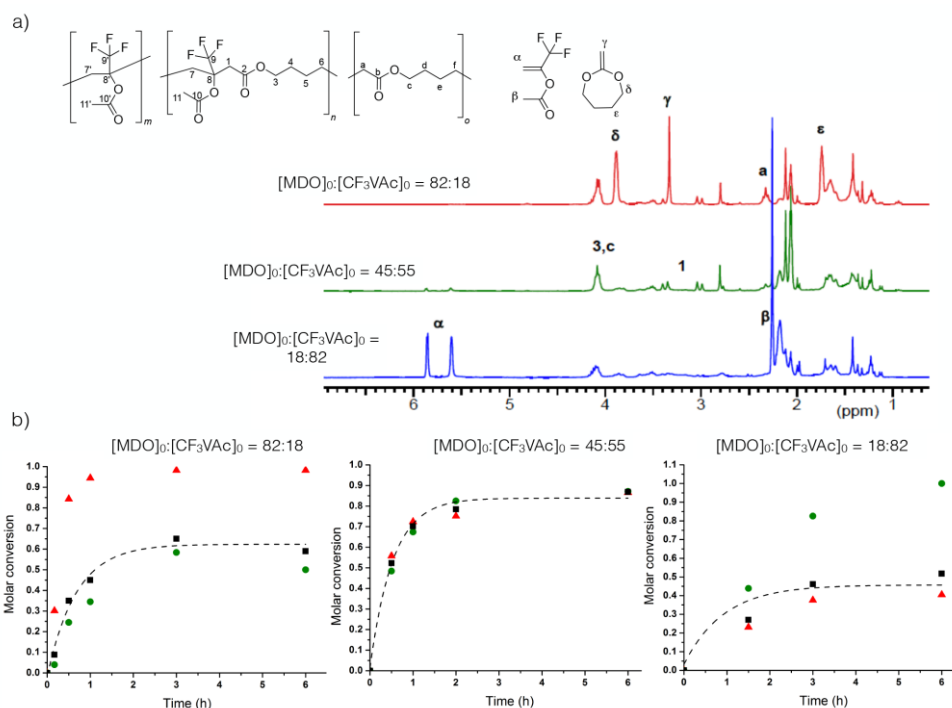 a)
F F F
9'
7' 8'
O
11' 10' O
m
F F F
9 1 O
7 8 2 O 3 4 5 6
O
11 10 O
n
a O
b O c d e f
o
F F F
α
O
β O
γ
O O
δ
ε
[MDO]₀:[CF₃VAc]₀ = 82:18
δ γ a ε
[MDO]₀:[CF₃VAc]₀ = 45:55
3,c 1
[MDO]₀:[CF₃VAc]₀ =
18:82
α β
6 5 4 3 2 (ppm) 1
b)
[MDO]₀:[CF₃VAc]₀ = 82:18
Molar conversion
1.0
0.9
0.8
0.7
0.6
0.5
0.4
0.3
0.2
0.1
0.0
0 1 2 3 4 5 6
Time (h)
[MDO]₀:[CF₃VAc]₀ = 45:55
Molar conversion
1.0
0.9
0.8
0.7
0.6
0.5
0.4
0.3
0.2
0.1
0.0
0 1 2 3 4 5 6
Time (h)
[MDO]₀:[CF₃VAc]₀ = 18:82
Molar conversion
1.1
1.0
0.9
0.8
0.7
0.6
0.5
0.4
0.3
0.2
0.1
0.0
0 1 2 3 4 5 6
Time (h)